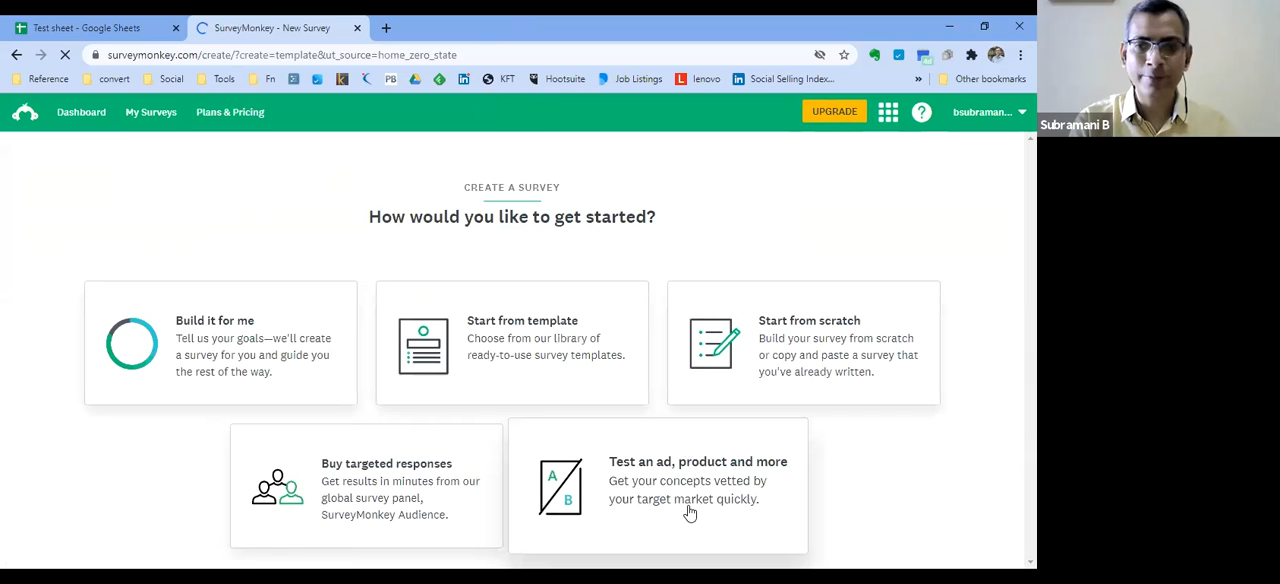 Test sheet - Google Sheets
SurveyMonkey - New Survey
surveymonkey.com/create/?create=template&ut_source=home_zero_state
Reference
convert
Social
Tools
Fn
PB
KFT
Hootsuite
Job Listings
L
lenovo
Social Selling Index...
Other bookmarks
Dashboard
My Surveys
Plans & Pricing
UPGRADE
?
bsubraman...
Subramani B
CREATE A SURVEY
How would you like to get started?
Build it for me
Tell us your goals—we'll create
a survey for you and guide you
the rest of the way.
Start from template
Choose from our library of
ready-to-use survey templates.
Start from scratch
Build your survey from scratch
or copy and paste a survey that
you've already written.
Buy targeted responses
Get results in minutes from our
global survey panel,
SurveyMonkey Audience.
A
B
Test an ad, product and more
Get your concepts vetted by
your target market quickly.